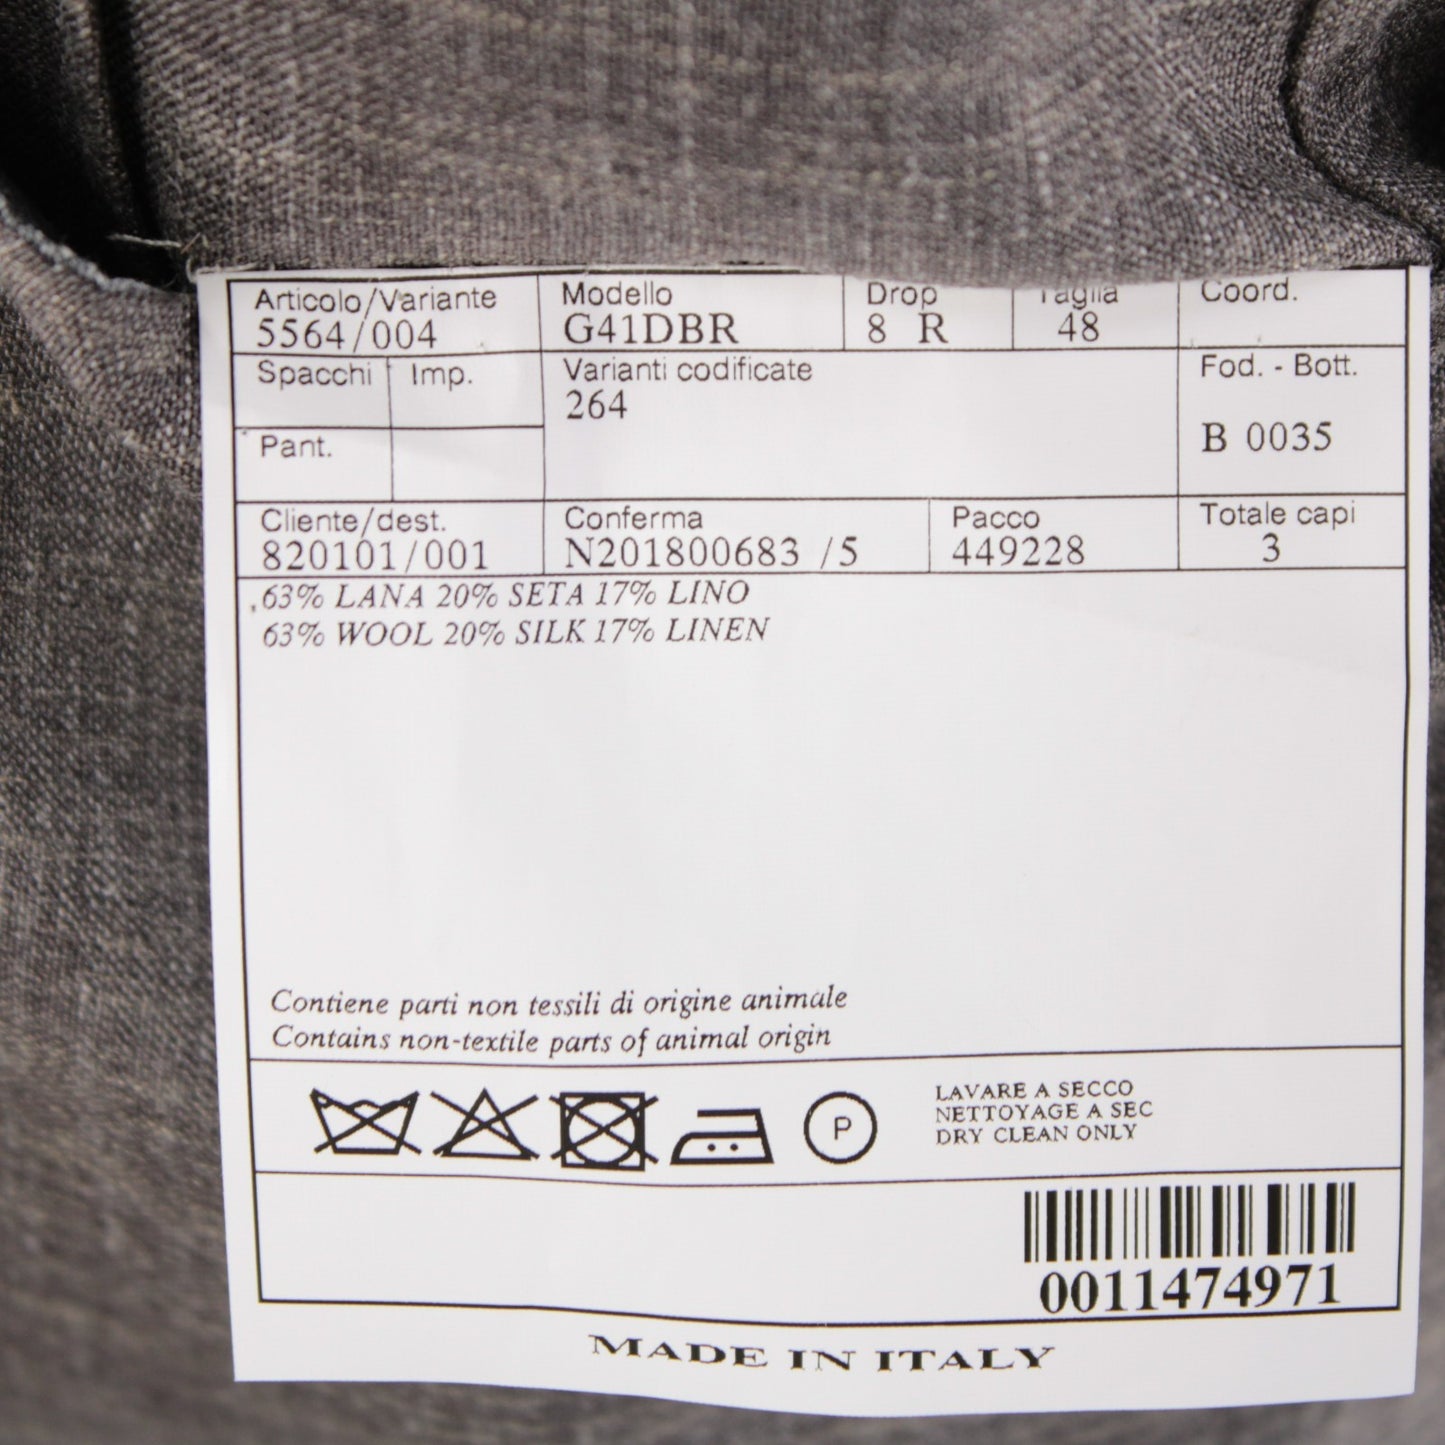 Articolo/Variante Modello Drop Taglia Coord.
5564/004 G41DBR 8 R 48
Spacchi Imp. Varianti codificate Fod. - Bott.
264
Pant. B 0035
Cliente/dest. Conferma Pacco Totale capi
820101/001 N201800683 /5 449228 3
63% LANA 20% SETA 17% LINO
63% WOOL 20% SILK 17% LINEN
Contiene parti non tessili di origine animale
Contains non-textile parts of animal origin
LAVARE A SECCO
NETTOYAGE A SEC
P DRY CLEAN ONLY
0011474971
MADE IN ITALY